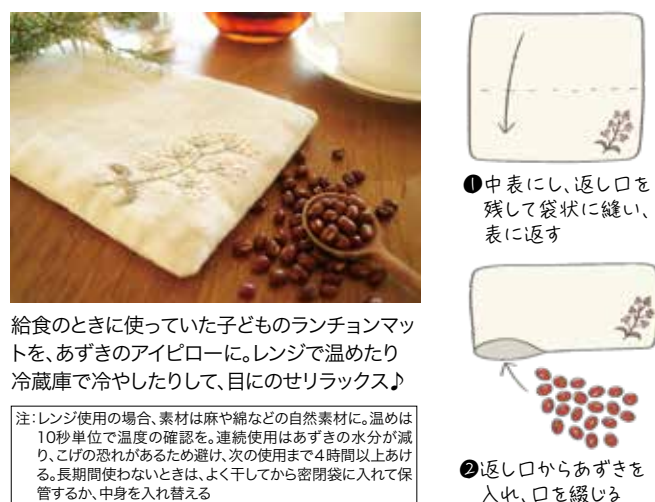 給食のときに使っていた子どものランチョンマッ
トを、あずきのアイピローに。レンジで温めたり
冷蔵庫で冷やしたりして、目にのせリラックス♪
注:レンジ使用の場合、素材は麻や綿などの自然素材に。温めは
10秒単位で温度の確認を。連続使用はあずきの水分が減
り、こげの恐れがあるため避け、次の使用まで4時間以上あけ
る。長期間使わないときは、よく干してから密閉袋に入れて保
管するか、中身を入れ替える
❶中表にし、返し口を
残して袋状に縫い、
表に返す
❷返し口からあずきを
入れ、口を綴じる